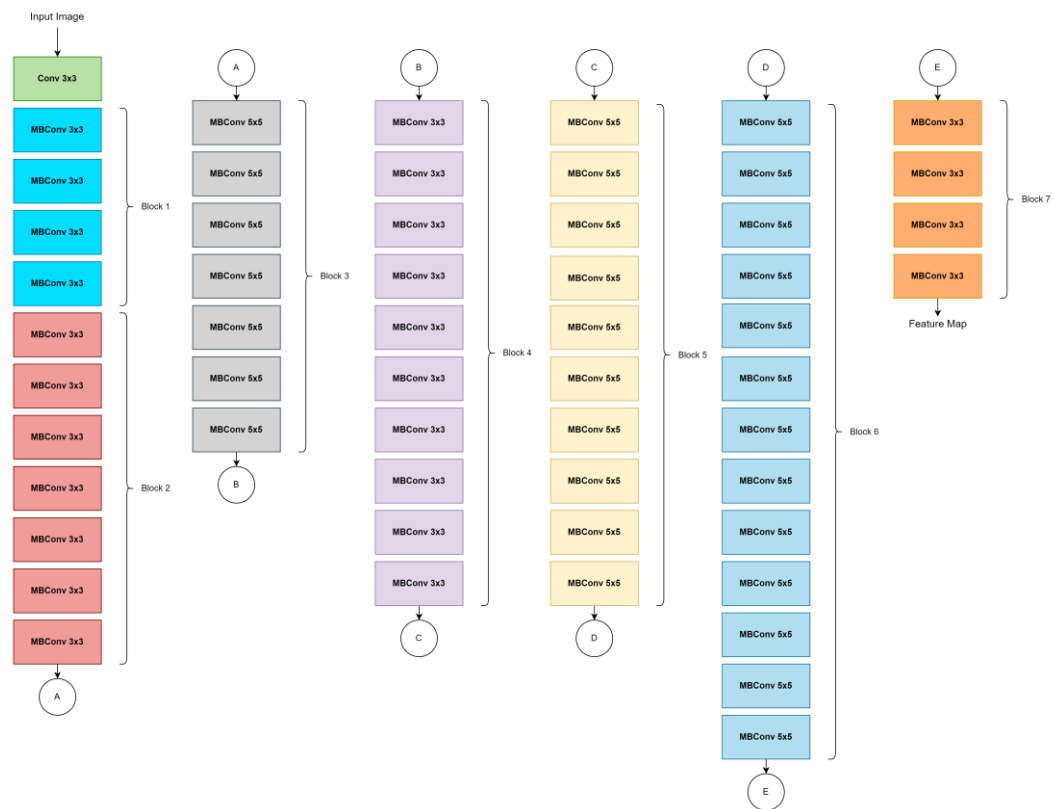 Input Image
Conv 3x3
MBConv 3x3
MBConv 3x3
MBConv 3x3
MBConv 3x3
Block 1
MBConv 3x3
MBConv 3x3
MBConv 3x3
MBConv 3x3
MBConv 3x3
MBConv 3x3
MBConv 3x3
Block 2
A
A
MBConv 5x5
MBConv 5x5
MBConv 5x5
MBConv 5x5
MBConv 5x5
MBConv 5x5
MBConv 5x5
Block 3
B
B
MBConv 3x3
MBConv 3x3
MBConv 3x3
MBConv 3x3
MBConv 3x3
MBConv 3x3
MBConv 3x3
MBConv 3x3
MBConv 3x3
MBConv 3x3
Block 4
C
C
MBConv 5x5
MBConv 5x5
MBConv 5x5
MBConv 5x5
MBConv 5x5
MBConv 5x5
MBConv 5x5
MBConv 5x5
MBConv 5x5
MBConv 5x5
Block 5
D
D
MBConv 5x5
MBConv 5x5
MBConv 5x5
MBConv 5x5
MBConv 5x5
MBConv 5x5
MBConv 5x5
MBConv 5x5
MBConv 5x5
MBConv 5x5
MBConv 5x5
MBConv 5x5
MBConv 5x5
Block 6
E
E
MBConv 3x3
MBConv 3x3
MBConv 3x3
MBConv 3x3
Block 7
Feature Map